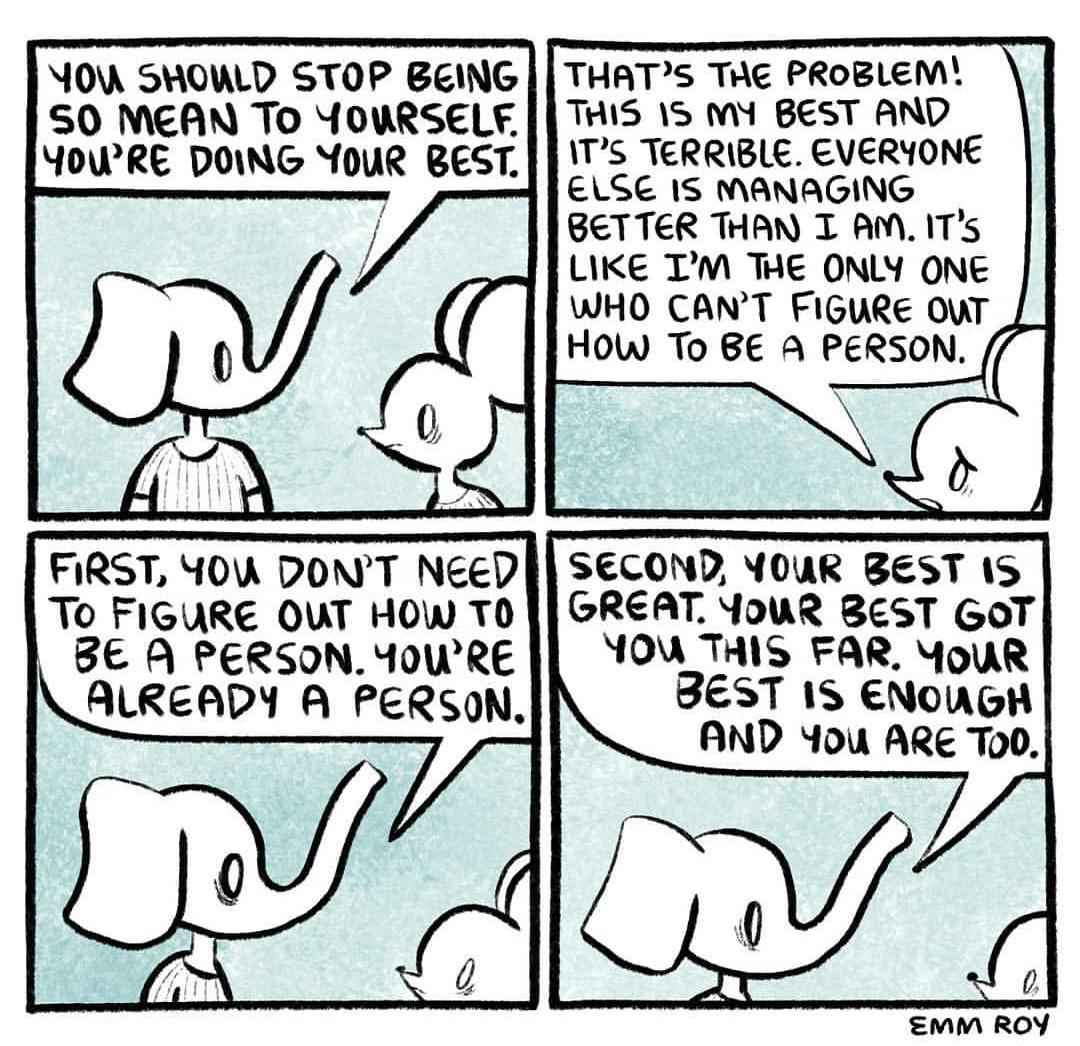 YOU SHOULD STOP BEING
SO MEAN TO YOURSELF.
YOU'RE DOING YOUR BEST.
THAT'S THE PROBLEM!
THIS IS MY BEST AND
IT'S TERRIBLE. EVERYONE
ELSE IS MANAGING
BETTER THAN I AM. IT'S
LIKE I'M THE ONLY ONE
WHO CAN'T FIGURE OUT
HOW TO BE A PERSON.
FIRST, YOU DON'T NEED
TO FIGURE OUT HOW TO
BE A PERSON. YOU'RE
ALREADY A PERSON.
SECOND, YOUR BEST IS
GREAT. YOUR BEST GOT
YOU THIS FAR. YOUR
BEST IS ENOUGH
AND YOU ARE TOO.
EMM ROY